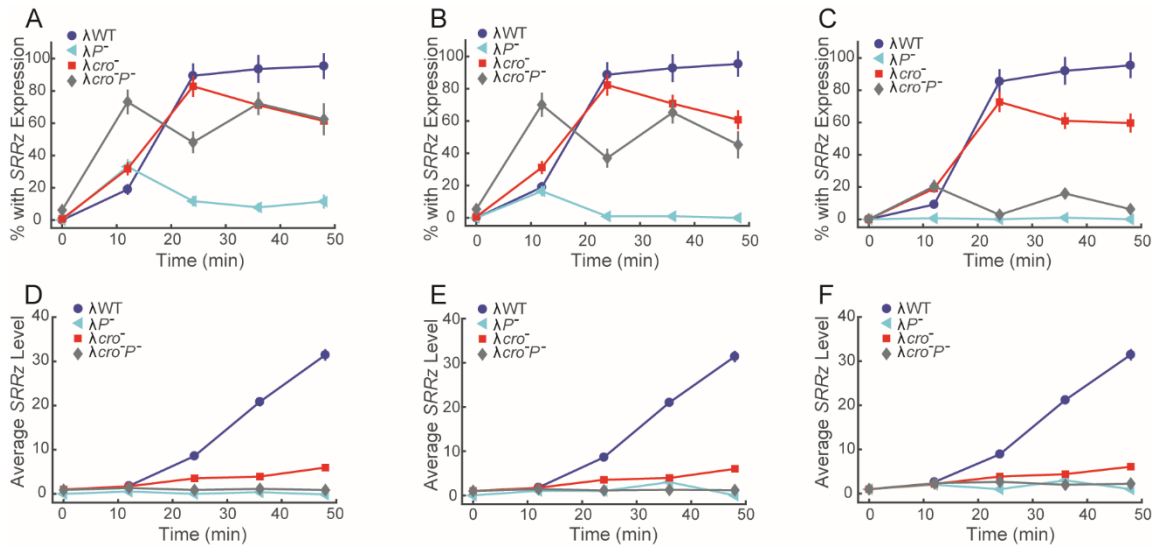 A
λWT
λP⁻
λcro⁻
λcro⁻P⁻
% with SRRz Expression
100
80
60
40
20
0
0 10 20 30 40 50
Time (min)
B
λWT
λP⁻
λcro⁻
λcro⁻P⁻
% with SRRz Expression
100
80
60
40
20
0
0 10 20 30 40 50
Time (min)
C
λWT
λP⁻
λcro⁻
λcro⁻P⁻
% with SRRz Expression
100
80
60
40
20
0
0 10 20 30 40 50
Time (min)
D
λWT
λP⁻
λcro⁻
λcro⁻P⁻
Average SRRz Level
40
30
20
10
0
0 10 20 30 40 50
Time (min)
E
λWT
λP⁻
λcro⁻
λcro⁻P⁻
Average SRRz Level
40
30
20
10
0
0 10 20 30 40 50
Time (min)
F
λWT
λP⁻
λcro⁻
λcro⁻P⁻
Average SRRz Level
40
30
20
10
0
0 10 20 30 40 50
Time (min)